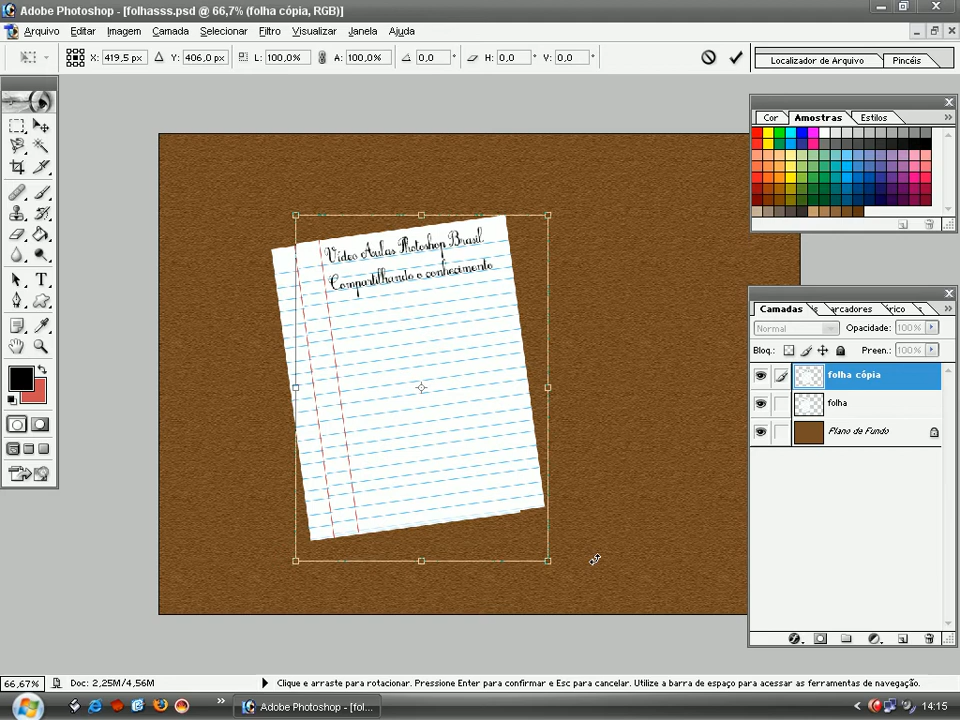 Adobe Photoshop - [folhasss.psd @ 66,7% (folha cópia, RGB)]
Arquivo Editar Imagem Camada Selecionar Filtro Visualizar Janela Ajuda
X: 419,5 px Y: 406,0 px L: 100,0% A: 100,0% 0,0 ° H: 0,0 ° V: 0,0 °
Localizador de Arquivo Pincéis
Cor Amostras Estilos
Vídeo Aulas Photoshop Brasil
Compartilhando o conhecimento
Camadas arcadores rico
Normal Opacidade: 100%
Bloq.: Preen.: 100%
folha cópia
folha
Plano de Fundo
66,67% Doc: 2,25M/4,56M Clique e arraste para rotacionar. Pressione Enter para confirmar e Esc para cancelar. Utilize a barra de espaço para acessar as ferramentas de navegação.
Adobe Photoshop - [fol... 14:15